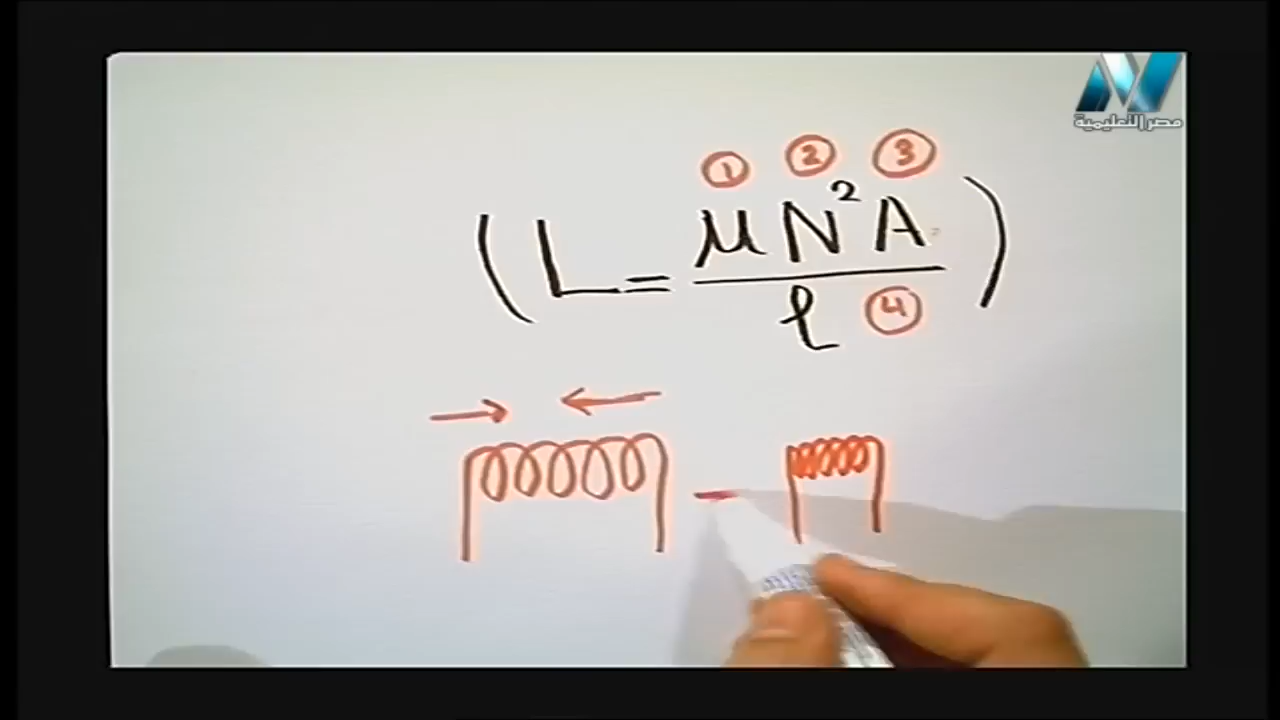 مصر التعليمية
① ② ③
( L = μN²A / l ) ④